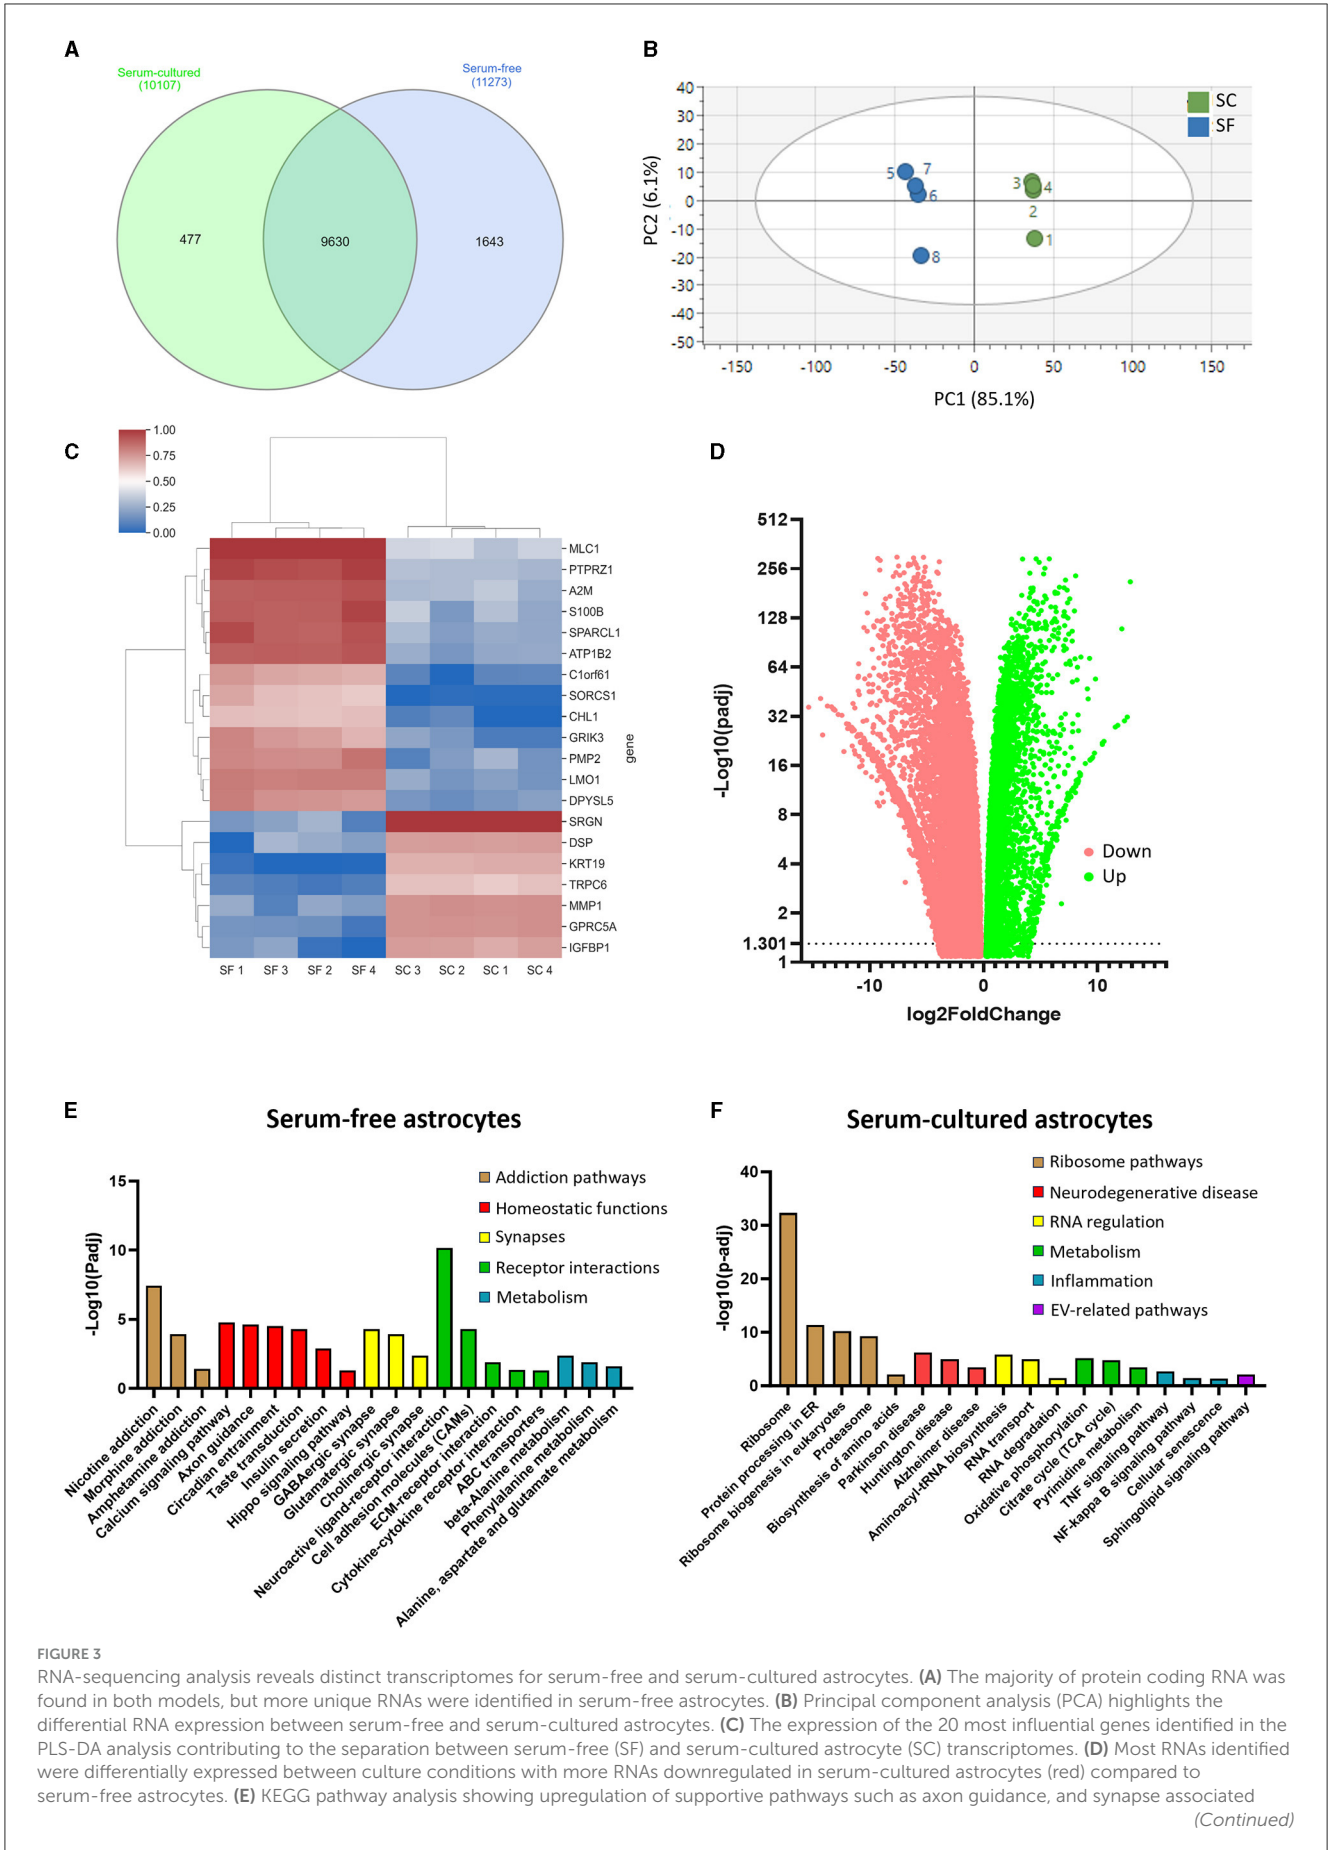 A
Serum-cultured
(10107)
Serum-free
(11273)
477
9630
1643
B
SC
SF
40
30
20
10
0
-10
-20
-30
-40
-50
PC2 (6.1%)
5
7
6
8
3
4
2
1
-150
-100
-50
0
50
100
150
PC1 (85.1%)
C
1.00
0.75
0.50
0.25
0.00
MLC1
PTPRZ1
A2M
S100B
SPARCL1
ATP1B2
C1orf61
SORCS1
CHL1
GRIK3
PMP2
LMO1
DPYSL5
SRGN
DSP
KRT19
TRPC6
MMP1
GPRC5A
IGFBP1
gene
SF 1
SF 3
SF 2
SF 4
SC 3
SC 2
SC 1
SC 4
D
512
256
128
64
32
16
8
4
2
1.301
1
-Log10(padj)
Down
Up
-10
0
10
log2FoldChange
E
Serum-free astrocytes
15
10
5
0
-Log10(Padj)
Addiction pathways
Homeostatic functions
Synapses
Receptor interactions
Metabolism
Nicotine addiction
Morphine addiction
Amphetamine addiction
Calcium signaling pathway
Axon guidance
Circadian entrainment
Taste transduction
Insulin secretion
Hippo signaling pathway
GABAergic synapse
Glutamatergic synapse
Cholinergic synapse
Neuroactive ligand-receptor interaction
Cell adhesion molecules (CAMs)
ECM-receptor interaction
Cytokine-cytokine receptor interaction
ABC transporters
beta-Alanine metabolism
Phenylalanine metabolism
Alanine, aspartate and glutamate metabolism
F
Serum-cultured astrocytes
40
30
20
10
0
-log10(p-adj)
Ribosome pathways
Neurodegenerative disease
RNA regulation
Metabolism
Inflammation
EV-related pathways
Ribosome
Protein processing in ER
Ribosome biogenesis in eukaryotes
Proteasome
Biosynthesis of amino acids
Parkinson disease
Huntington disease
Alzheimer disease
Aminoacyl-tRNA biosynthesis
RNA transport
RNA degradation
Oxidative phosphorylation
Citrate cycle (TCA cycle)
Pyrimidine metabolism
TNF signaling pathway
NF-kappa B signaling pathway
Cellular senescence
Sphingolipid signaling pathway
FIGURE 3
RNA-sequencing analysis reveals distinct transcriptomes for serum-free and serum-cultured astrocytes. (A) The majority of protein coding RNA was
found in both models, but more unique RNAs were identified in serum-free astrocytes. (B) Principal component analysis (PCA) highlights the
differential RNA expression between serum-free and serum-cultured astrocytes. (C) The expression of the 20 most influential genes identified in the
PLS-DA analysis contributing to the separation between serum-free (SF) and serum-cultured astrocyte (SC) transcriptomes. (D) Most RNAs identified
were differentially expressed between culture conditions with more RNAs downregulated in serum-cultured astrocytes (red) compared to
serum-free astrocytes. (E) KEGG pathway analysis showing upregulation of supportive pathways such as axon guidance, and synapse associated
(Continued)